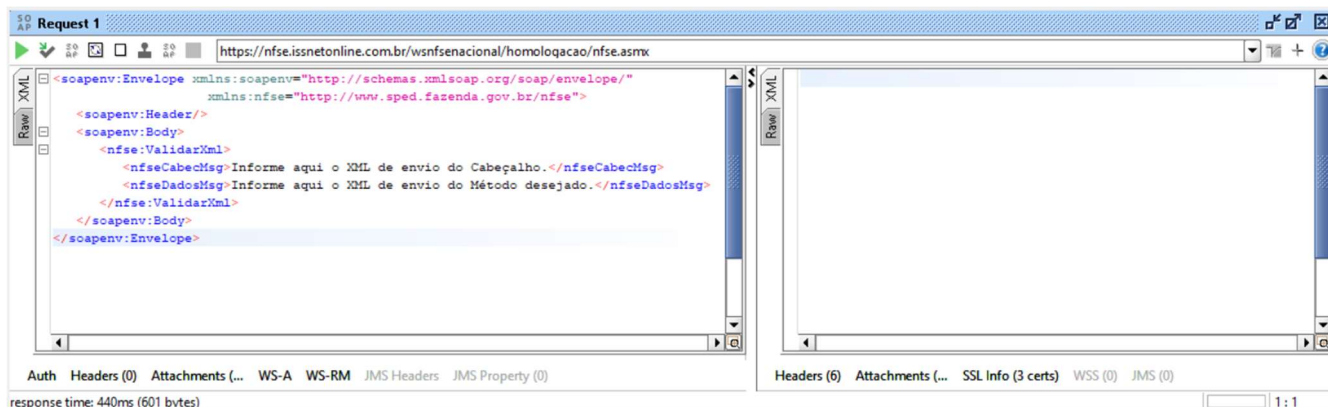 SOAP Request 1
https://nfse.issnetonline.com.br/wsnfsenacional/homologacao/nfse.asmx
XML
Raw
<soapenv:Envelope xmlns:soapenv="http://schemas.xmlsoap.org/soap/envelope/"
xmlns:nfse="http://www.sped.fazenda.gov.br/nfse">
<soapenv:Header/>
<soapenv:Body>
<nfse:ValidarXml>
<nfseCabecMsg>Informe aqui o XML de envio do Cabeçalho.</nfseCabecMsg>
<nfseDadosMsg>Informe aqui o XML de envio do Método desejado.</nfseDadosMsg>
</nfse:ValidarXml>
</soapenv:Body>
</soapenv:Envelope>
XML
Raw
Auth Headers (0) Attachments (... WS-A WS-RM JMS Headers JMS Property (0)
Headers (6) Attachments (... SSL Info (3 certs) WSS (0) JMS (0)
response time: 440ms (601 bytes)
1 : 1